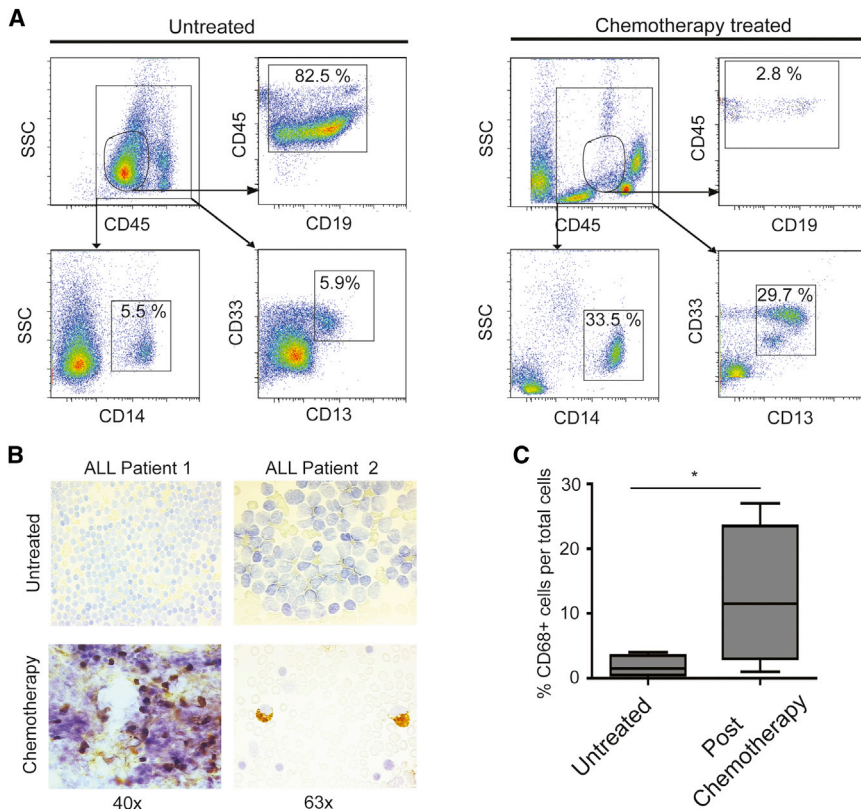 A
Untreated
Chemotherapy treated
SSC
CD45
82.5 %
CD45
CD19
SSC
CD45
2.8 %
CD45
CD19
5.5 %
SSC
CD14
5.9%
CD33
CD13
33.5 %
SSC
CD14
29.7 %
CD33
CD13
B
ALL Patient 1
ALL Patient 2
Untreated
Chemotherapy
40x
63x
C
*
% CD68+ cells per total cells
30
20
10
0
Untreated
Post
Chemotherapy